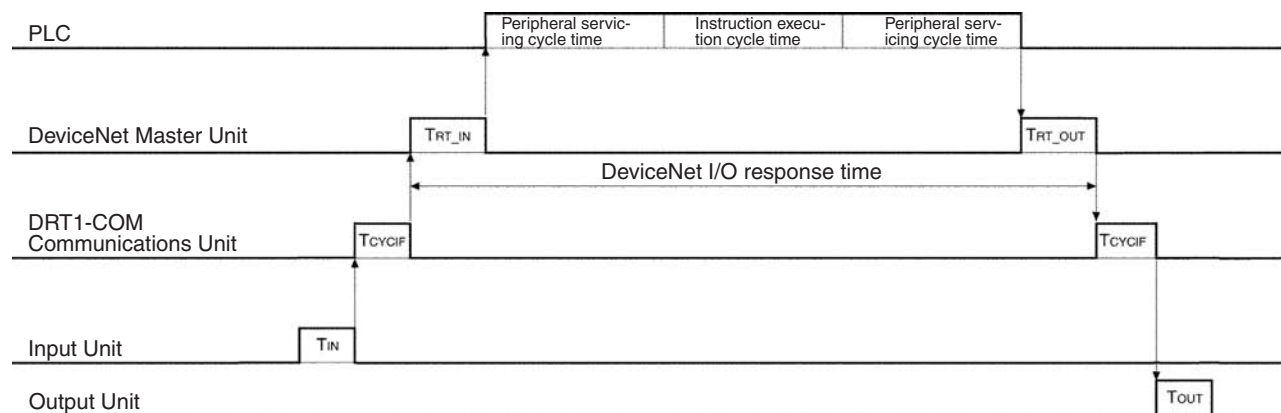 PLC
Peripheral servic-
ing cycle time
Instruction execu-
tion cycle time
Peripheral serv-
icing cycle time
DeviceNet Master Unit
TRT_IN
TRT_OUT
DeviceNet I/O response time
DRT1-COM
Communications Unit
TCYCIF
TCYCIF
Input Unit
TIN
Output Unit
TOUT